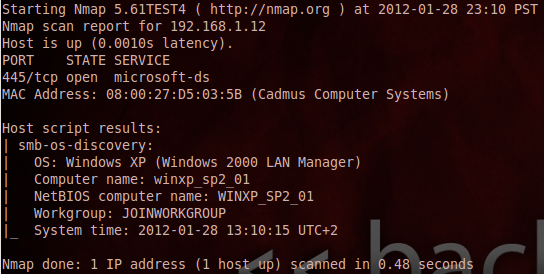 Starting Nmap 5.61TEST4 ( http://nmap.org ) at 2012-01-28 23:10 PST
Nmap scan report for 192.168.1.12
Host is up (0.0010s latency).
PORT    STATE SERVICE
445/tcp open  microsoft-ds
MAC Address: 08:00:27:D5:03:5B (Cadmus Computer Systems)
Host script results:
| smb-os-discovery:
|   OS: Windows XP (Windows 2000 LAN Manager)
|   Computer name: winxp_sp2_01
|   NetBIOS computer name: WINXP_SP2_01
|   Workgroup: JOINWORKGROUP
|_  System time: 2012-01-28 13:10:15 UTC+2
<< bac
Nmap done: 1 IP address (1 host up) scanned in 0.48 seconds